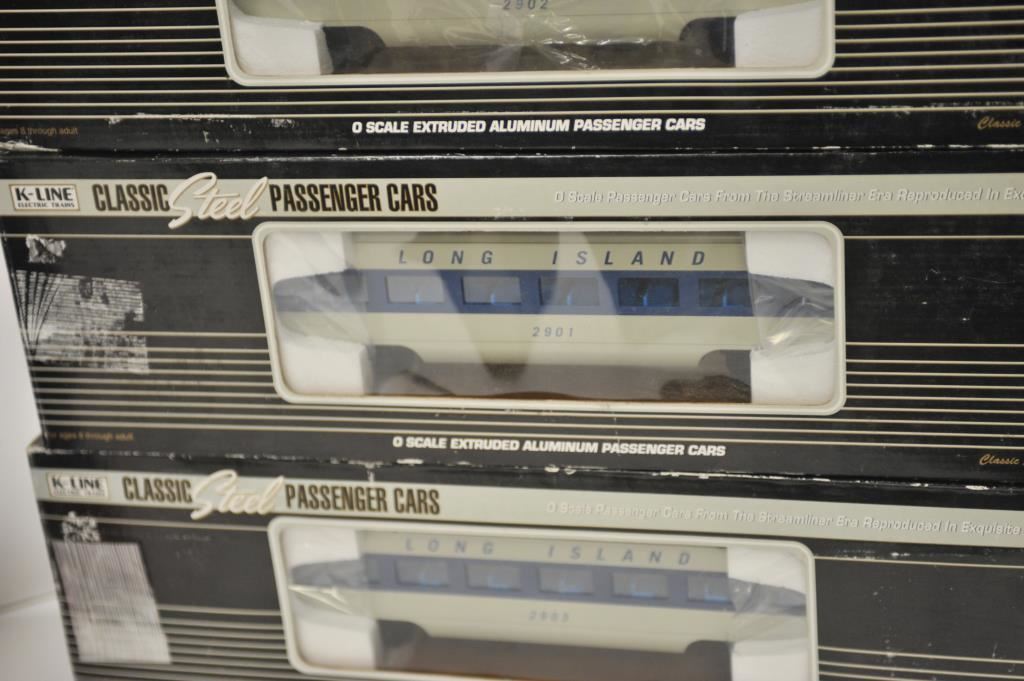 2902
ages 8 through adult
O SCALE EXTRUDED ALUMINUM PASSENGER CARS
Classic
K-LINE
ELECTRIC TRAINS
CLASSIC Steel PASSENGER CARS
O Scale Passenger Cars From The Streamliner Era Reproduced In
LONG ISLAND
2901
ages 8 through adult
O SCALE EXTRUDED ALUMINUM PASSENGER CARS
Classic
K-LINE
ELECTRIC TRAINS
CLASSIC Steel PASSENGER CARS
O Scale Passenger Cars From The Streamliner Era Reproduced In Exquisite
LONG ISLAND
2903